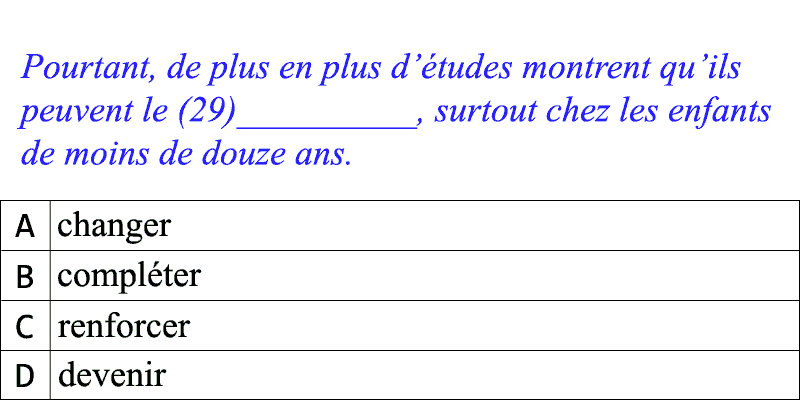 Pourtant, de plus en plus d’études montrent qu’ils
peuvent le (29)__________, surtout chez les enfants
de moins de douze ans.
A changer
B compléter
C renforcer
D devenir